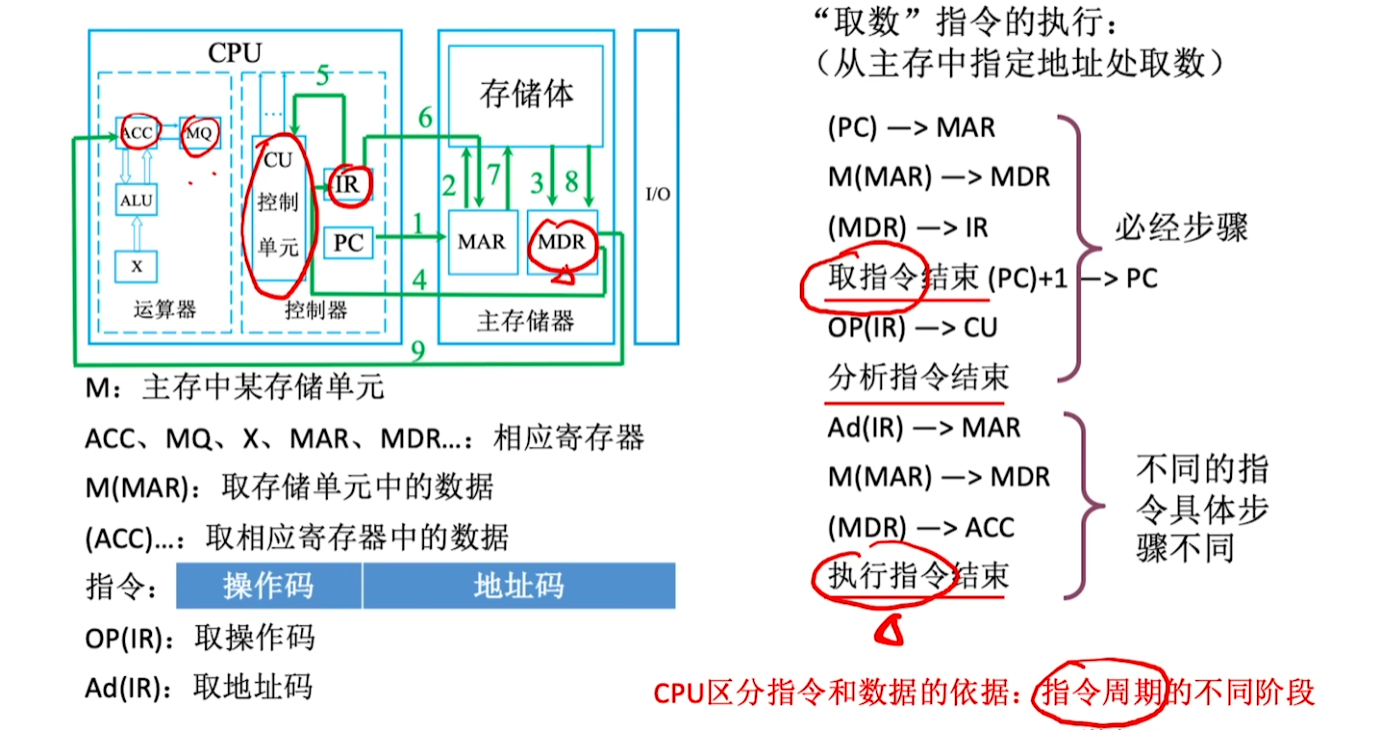 “取数”指令的执行：
（从主存中指定地址处取数）
CPU
ACC
MQ
ALU
X
运算器
...
CU
控制
单元
IR
PC
控制器
5
6
1
4
9
存储体
2
7
3
8
MAR
MDR
主存储器
I/O
M：主存中某存储单元
ACC、MQ、X、MAR、MDR…：相应寄存器
M(MAR)：取存储单元中的数据
(ACC)…：取相应寄存器中的数据
指令： 操作码 地址码
OP(IR)：取操作码
Ad(IR)：取地址码
(PC) —> MAR
M(MAR) —> MDR
(MDR) —> IR
取指令结束 (PC)+1 —> PC
OP(IR) —> CU
分析指令结束
必经步骤
Ad(IR) —> MAR
M(MAR) —> MDR
(MDR) —> ACC
执行指令结束
不同的指
令具体步
骤不同
CPU区分指令和数据的依据：指令周期的不同阶段